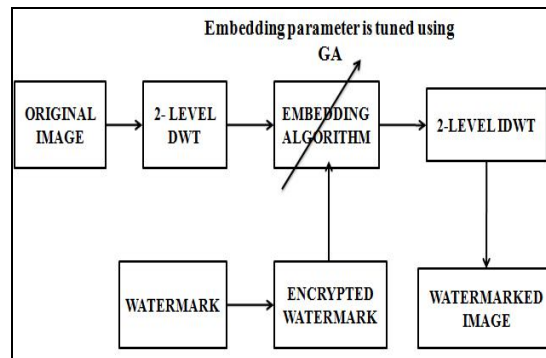 Embedding parameter is tuned using
GA
ORIGINAL
IMAGE
2- LEVEL
DWT
EMBEDDING
ALGORITHM
2-LEVEL IDWT
WATERMARK
ENCRYPTED
WATERMARK
WATERMARKED
IMAGE